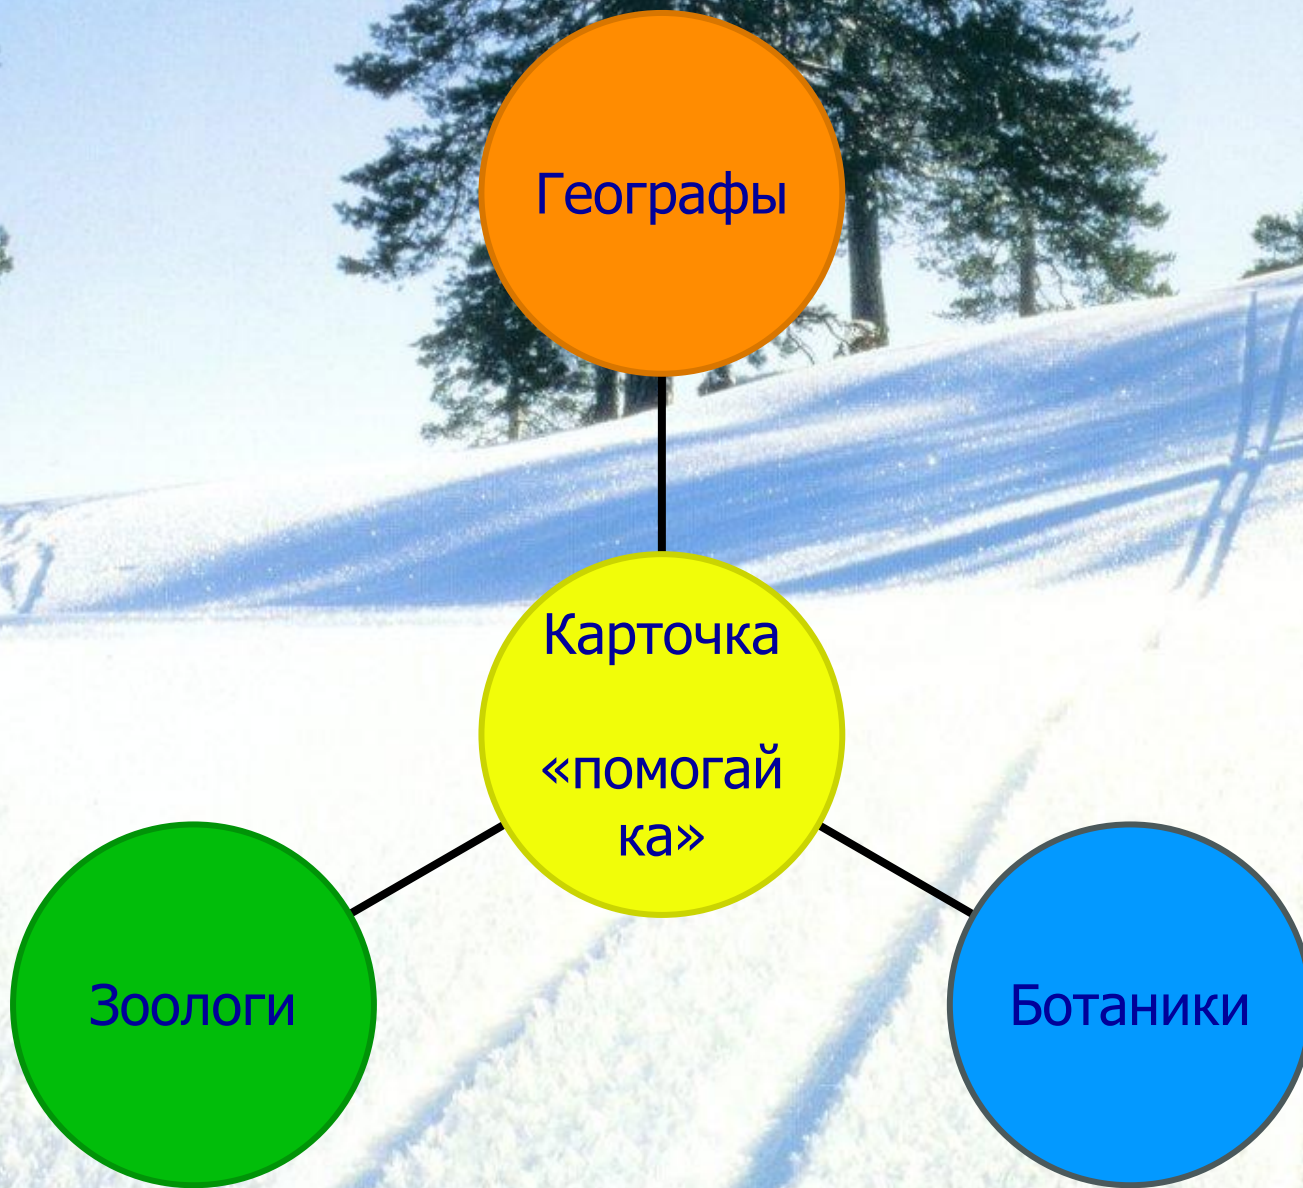 Географы
Карточка
«помогай
ка»
Зоологи
Ботаники